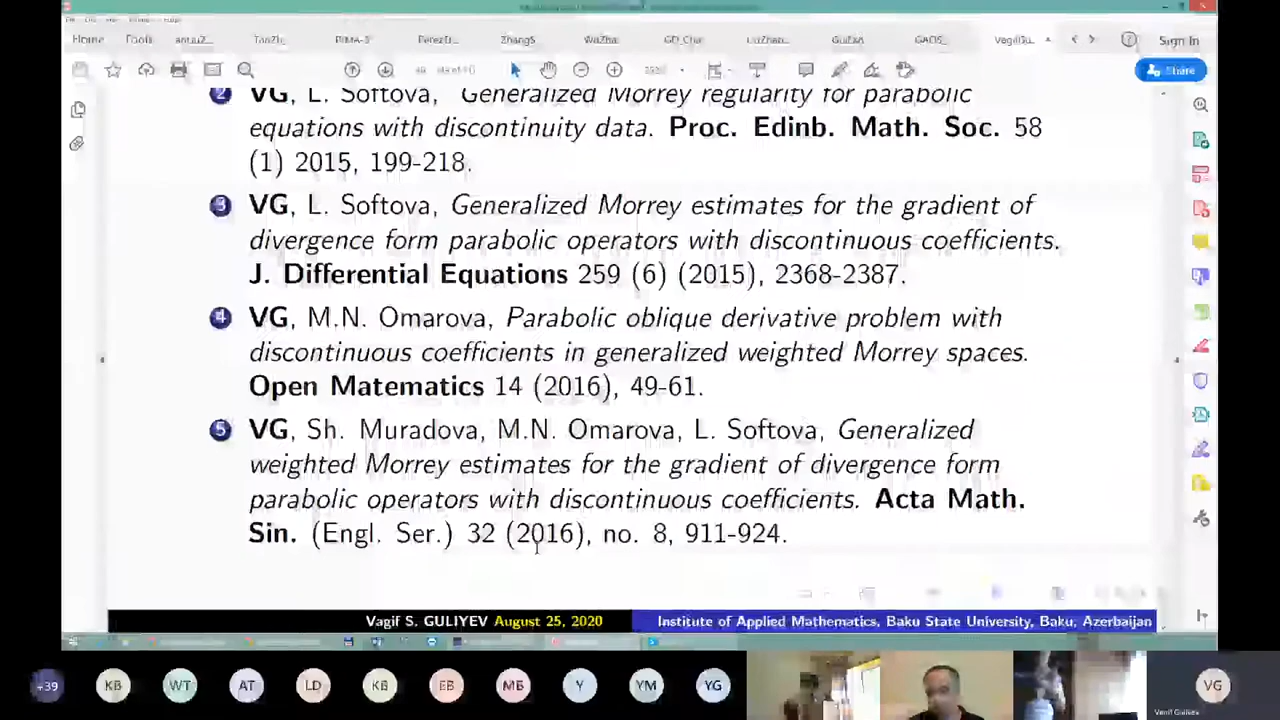 Home Tools
Sign In
Share
2 VG, L. Softova, Generalized Morrey regularity for parabolic
equations with discontinuity data. Proc. Edinb. Math. Soc. 58
(1) 2015, 199-218.
3 VG, L. Softova, Generalized Morrey estimates for the gradient of
divergence form parabolic operators with discontinuous coefficients.
J. Differential Equations 259 (6) (2015), 2368-2387.
4 VG, M.N. Omarova, Parabolic oblique derivative problem with
discontinuous coefficients in generalized weighted Morrey spaces.
Open Matematics 14 (2016), 49-61.
5 VG, Sh. Muradova, M.N. Omarova, L. Softova, Generalized
weighted Morrey estimates for the gradient of divergence form
parabolic operators with discontinuous coefficients. Acta Math.
Sin. (Engl. Ser.) 32 (2016), no. 8, 911-924.
Vagif S. GULIYEV August 25, 2020 Institute of Applied Mathematics, Baku State University, Baku, Azerbaijan
+39 KB WT AT LD KB EB MB Y YM YG VG